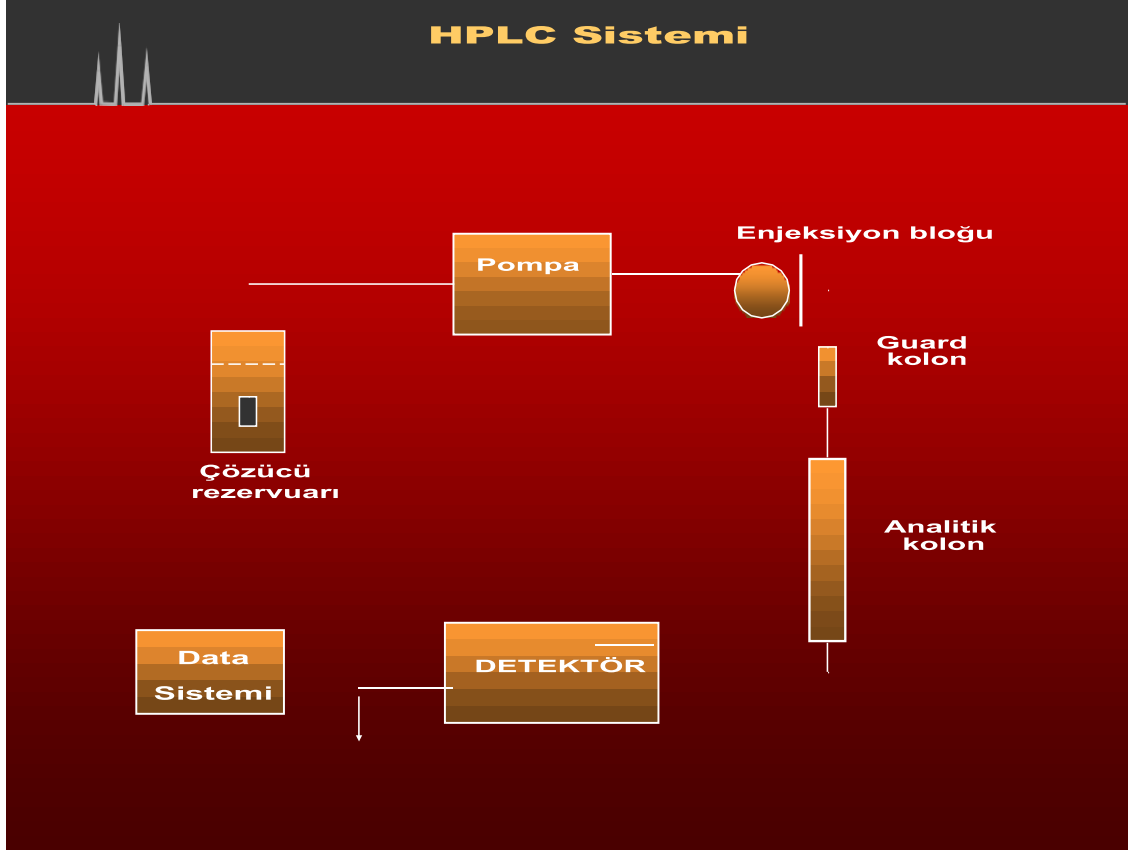 HPLC Sistemi
Enjeksiyon bloğu
Pompa
Guard
kolon
Çözücü
rezervuarı
Analitik
kolon
Data
Sistemi
DETEKTÖR